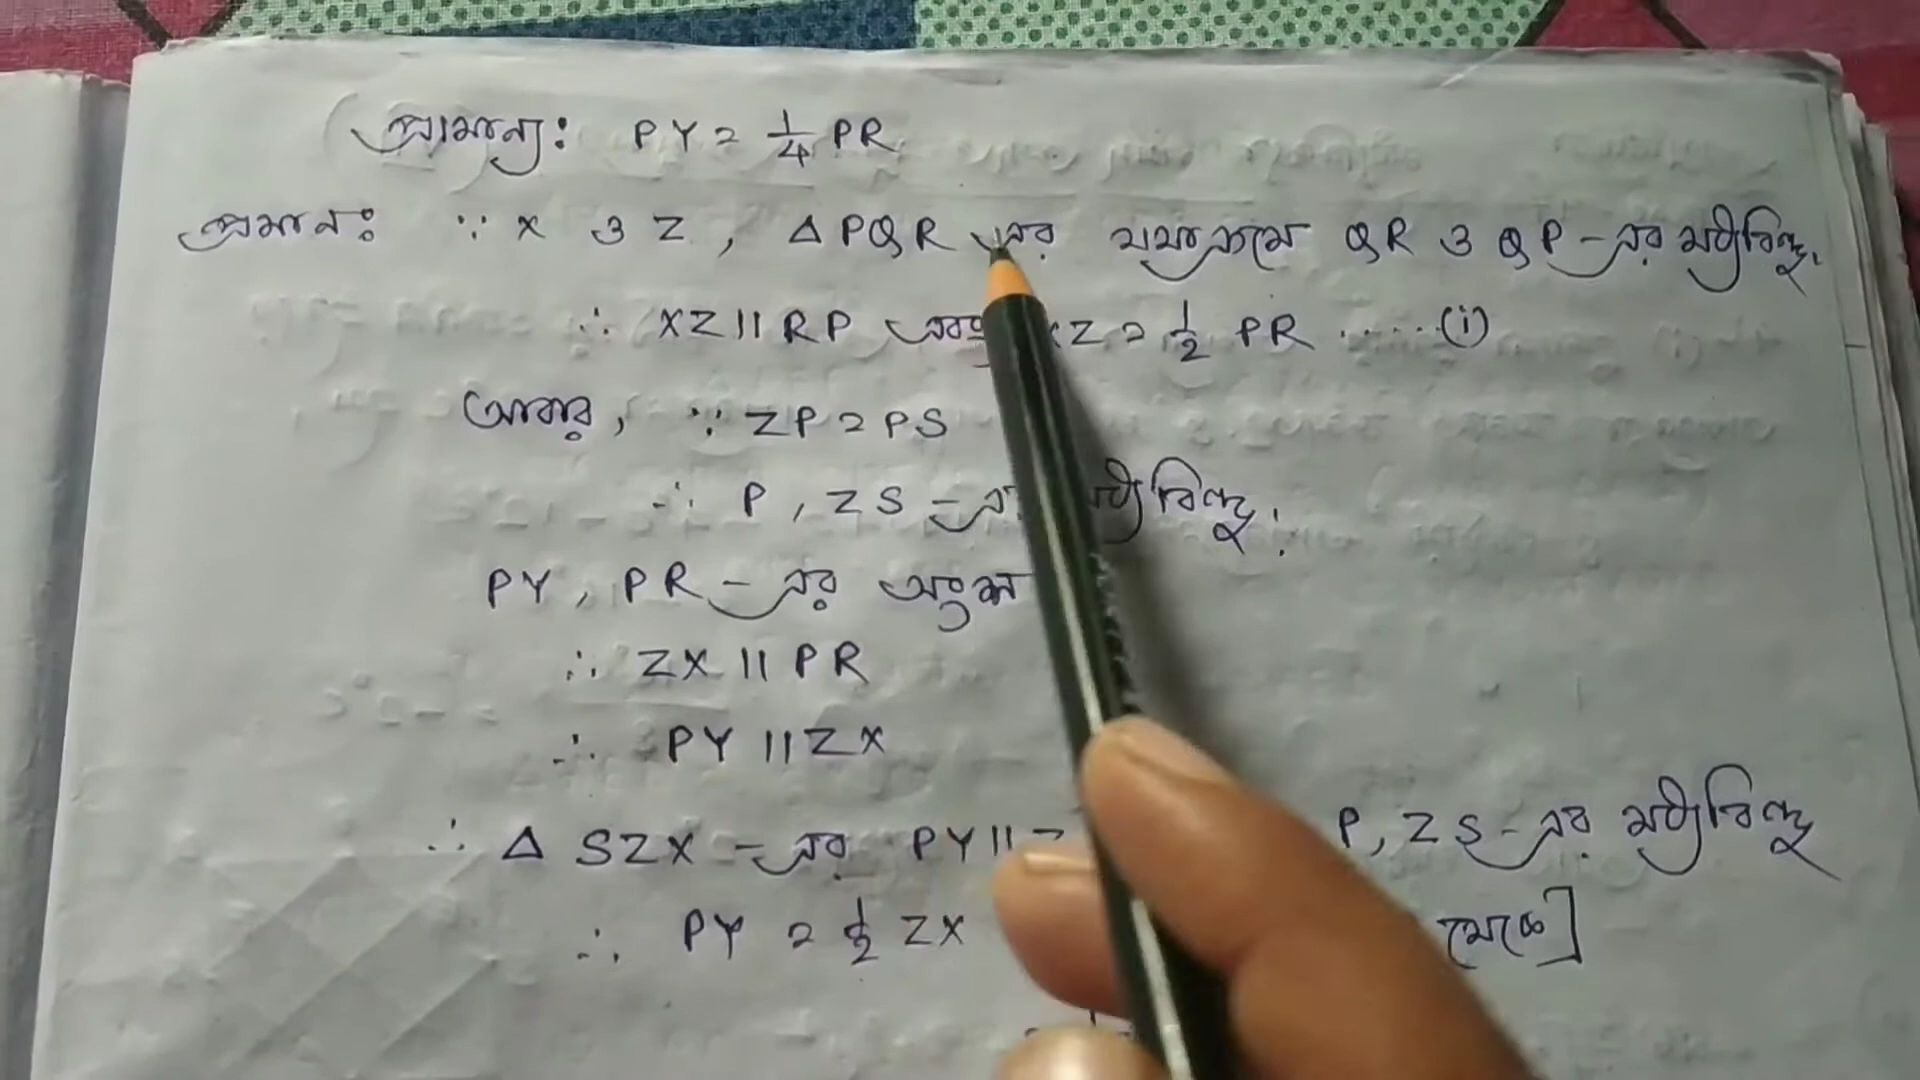 প্রামান্য: PY = 1/4 PR
প্রমান: ∵ X ও Z, Δ PQR এর যথাক্রমে QR ও QP-এর মধ্যবিন্দু.
∴ XZ || RP এবং XZ = 1/2 PR ..... (i)
আবার, ∵ ZP = PS
∴ P, ZS -এর মধ্যবিন্দু.
PY, PR-এর অংশ
∴ ZX || PR
∴ PY || ZX
∴ Δ SZX -এর PY || Z P, ZS-এর মধ্যবিন্দু
∴ PY = 1/2 ZX থেকে]